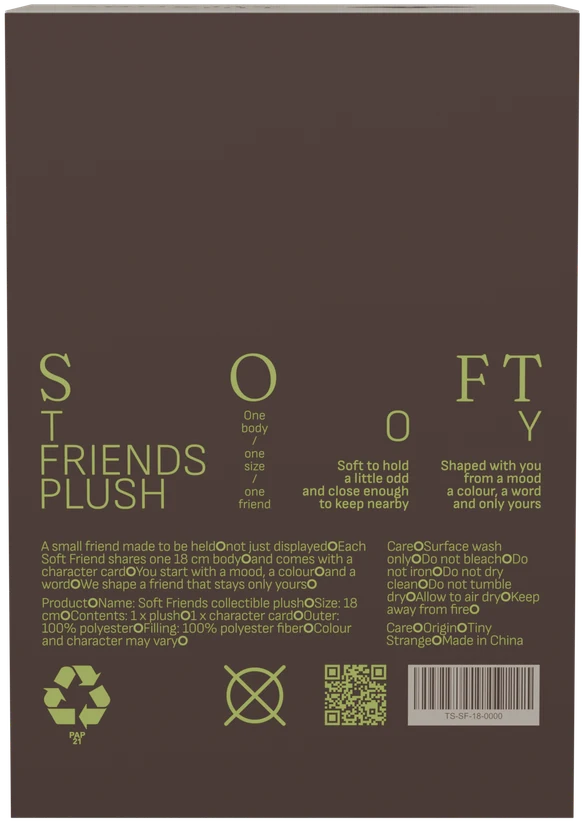 S O FT
T O Y
FRIENDS
PLUSH
One
body
/
one
size
/
one
friend
Soft to hold
a little odd
and close enough
to keep nearby
Shaped with you
from a mood
a colour, a word
and only yours
A small friend made to be heldOnot just displayedOEach
Soft Friend shares one 18 cm bodyOand comes with a
character cardOYou start with a mood, a colourOand a
wordOWe shape a friend that stays only yoursO
ProductOName: Soft Friends collectible plushOSize: 18
cmOContents: 1 x plushO1 x character cardOOuter:
100% polyesterOFilling: 100% polyester fiberOColour
and character may varyO
CareOSurface wash
onlyODo not bleachODo
not ironODo not dry
cleanODo not tumble
dryOAllow to air dryOKeep
away from fireO
CareOOriginOTiny
StrangeOMade in China
PAP
21
TS-SF-18-0000